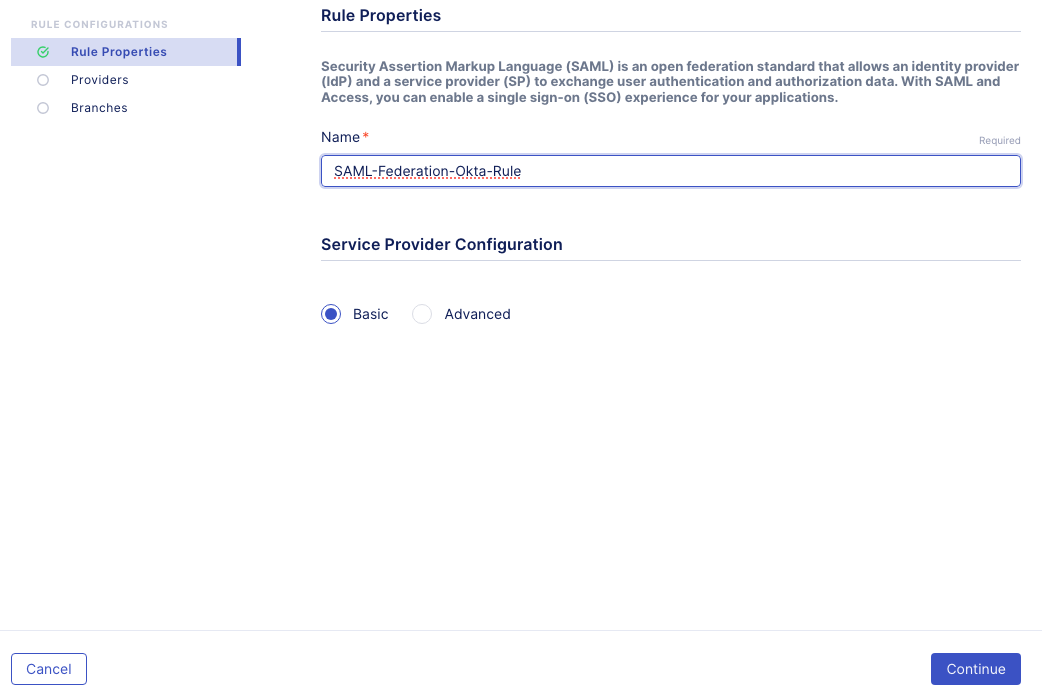 RULE CONFIGURATIONS
Rule Properties
Providers
Branches
Rule Properties
Security Assertion Markup Language (SAML) is an open federation standard that allows an identity provider
(IdP) and a service provider (SP) to exchange user authentication and authorization data. With SAML and
Access, you can enable a single sign-on (SSO) experience for your applications.
Name *
Required
SAML-Federation-Okta-Rule
Service Provider Configuration
Basic Advanced
Cancel Continue